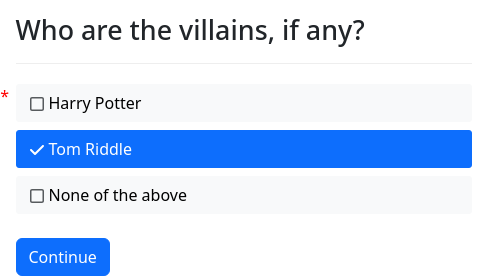 Who are the villains, if any?
*
Harry Potter
Tom Riddle
None of the above
Continue